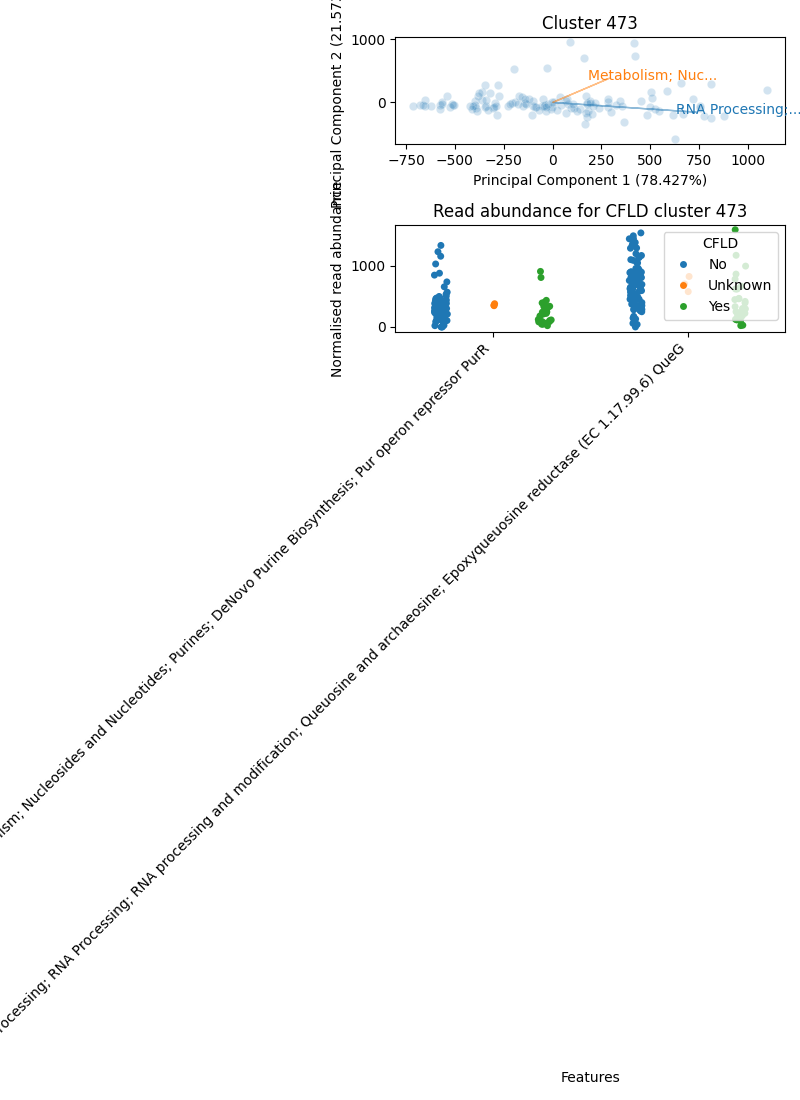 Cluster 473
Principal Component 2 (21.57
1000
0
Metabolism; Nuc...
RNA Processing;...
−750 −500 −250 0 250 500 750 1000
Principal Component 1 (78.427%)
Read abundance for CFLD cluster 473
Normalised read abundance
1000
0
CFLD
No
Unknown
Yes
Nucleosides and Nucleotides; Purines; DeNovo Purine Biosynthesis; Pur operon repressor PurR
RNA Processing; RNA processing and modification; Queuosine and archaeosine; Epoxyqueuosine reductase (EC 1.17.99.6) QueG
Features